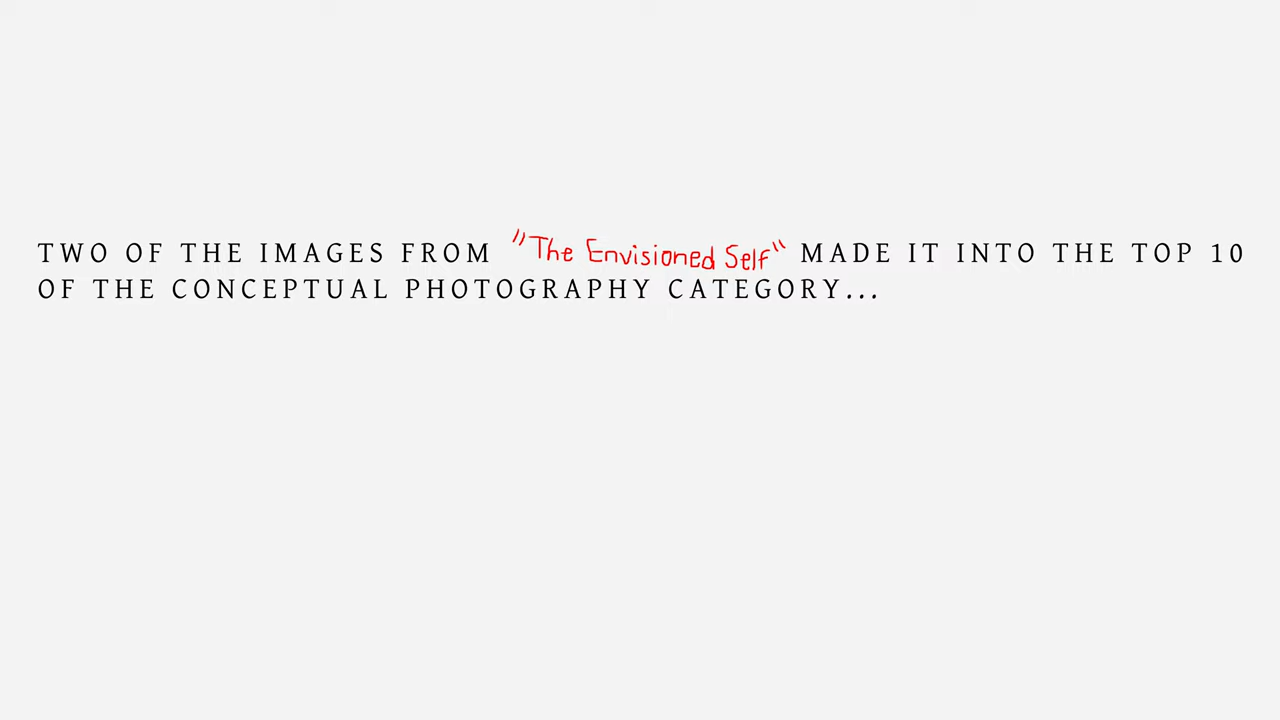 TWO OF THE IMAGES FROM "The Envisioned Self" MADE IT INTO THE TOP 10
OF THE CONCEPTUAL PHOTOGRAPHY CATEGORY...